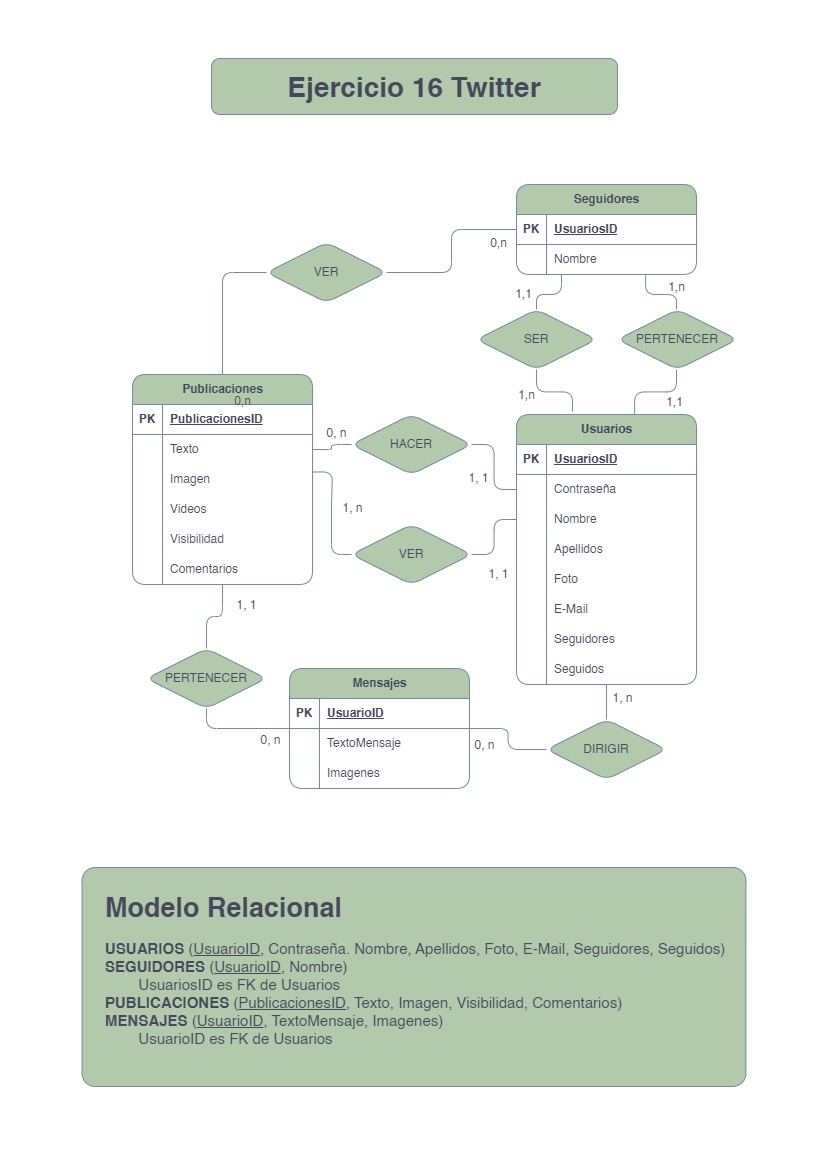 Ejercicio 16 Twitter
Seguidores
PK UsuariosID
Nombre
VER
0,n
1,1
1,n
SER
PERTENECER
1,n
1,1
Publicaciones
0,n
PK PublicacionesID
Texto
Imagen
Videos
Visibilidad
Comentarios
0, n
HACER
1, 1
1, n
VER
1, 1
Usuarios
PK UsuariosID
Contraseña
Nombre
Apellidos
Foto
E-Mail
Seguidores
Seguidos
1, 1
PERTENECER
0, n
Mensajes
PK UsuarioID
TextoMensaje
Imagenes
0, n
1, n
DIRIGIR
Modelo Relacional
USUARIOS (UsuarioID, Contraseña. Nombre, Apellidos, Foto, E-Mail, Seguidores, Seguidos)
SEGUIDORES (UsuarioID, Nombre)
UsuariosID es FK de Usuarios
PUBLICACIONES (PublicacionesID, Texto, Imagen, Visibilidad, Comentarios)
MENSAJES (UsuarioID, TextoMensaje, Imagenes)
UsuarioID es FK de Usuarios